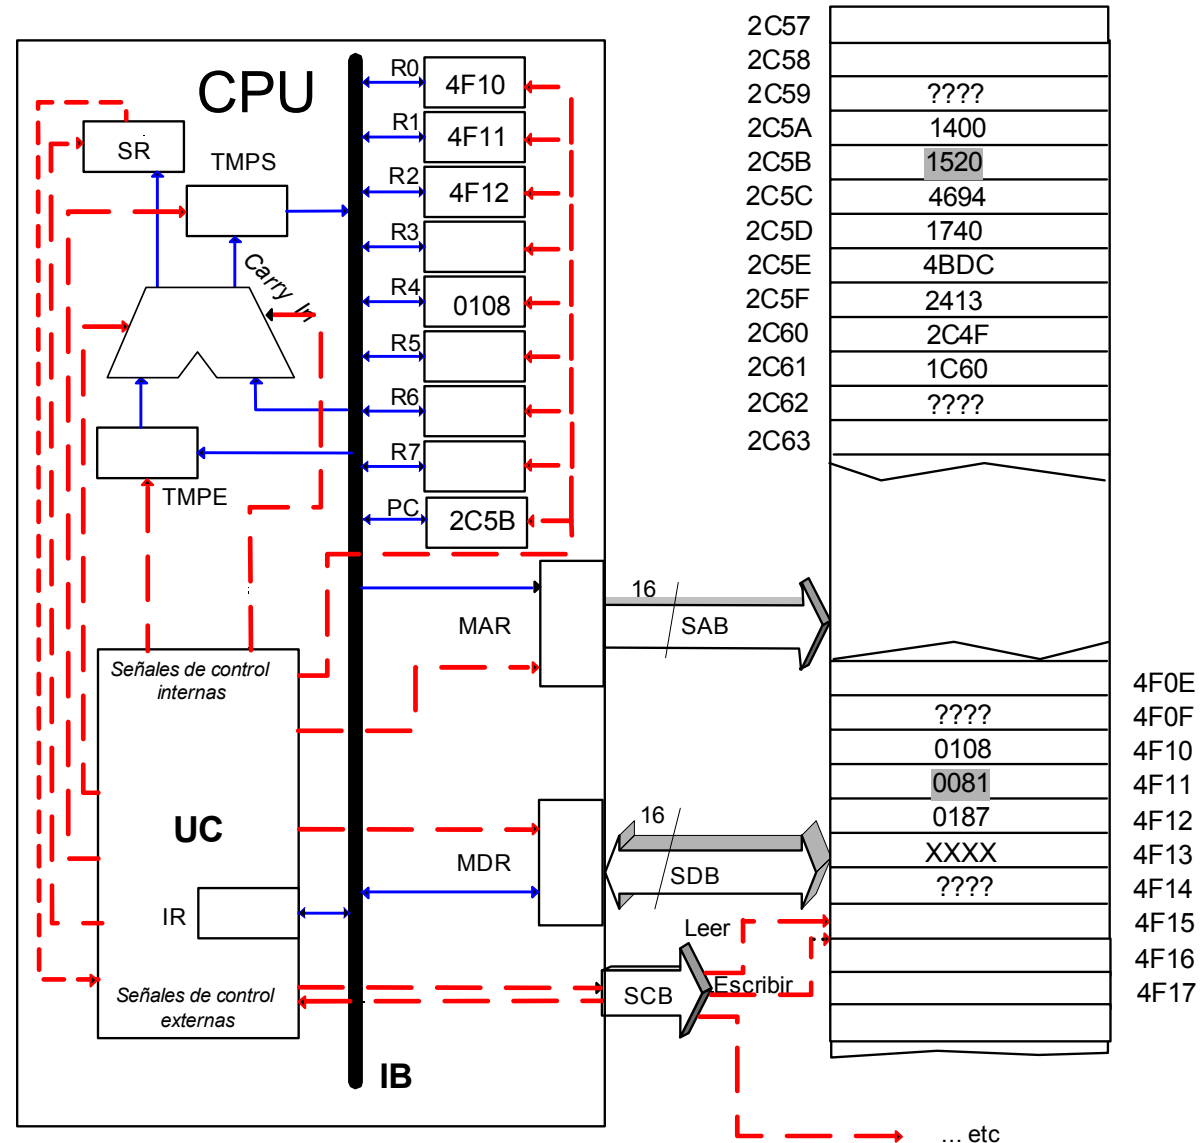 CPU
SR
TMPS
Carry In
TMPE
R0
4F10
R1
4F11
R2
4F12
R3
R4
0108
R5
R6
R7
PC
2C5B
MAR
16
SAB
Señales de control
internas
UC
IR
Señales de control
externas
MDR
16
SDB
Leer
SCB
Escribir
IB
... etc
2C57
2C58
2C59 ????
2C5A 1400
2C5B 1520
2C5C 4694
2C5D 1740
2C5E 4BDC
2C5F 2413
2C60 2C4F
2C61 1C60
2C62 ????
2C63
4F0E
???? 4F0F
0108 4F10
0081 4F11
0187 4F12
XXXX 4F13
???? 4F14
4F15
4F16
4F17